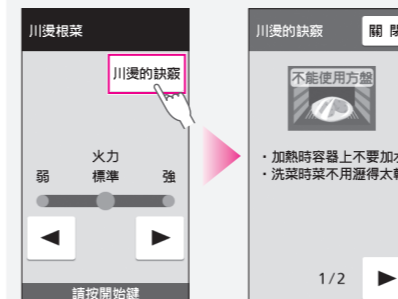 川燙根菜
川燙的訣竅
火力
弱 標準 強
請按開始鍵
川燙的訣竅
關 閉
不能使用方盤
・加熱時容器上不要加
・洗菜時菜不用瀝得太
1/2